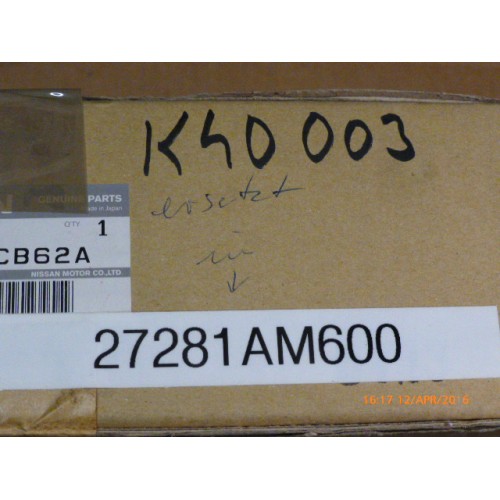 K40003
ersetzt
in
GENUINE PARTS
Made in Japan
QTY 1
CB62A
NISSAN MOTOR CO.,LTD
27281AM600
16:17 12/APR/2016